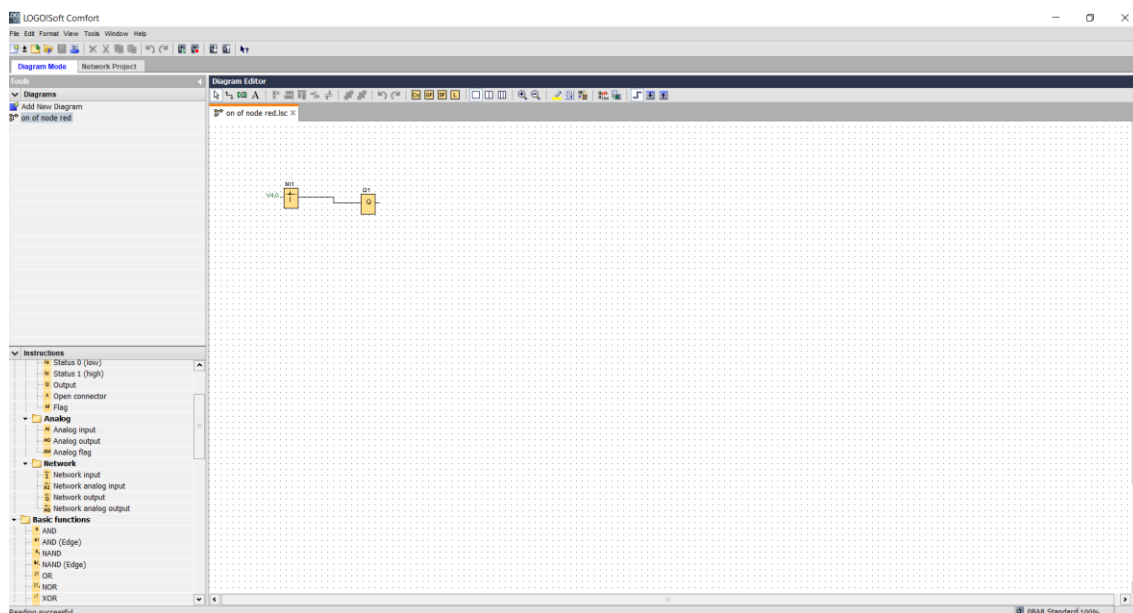 LOGO!Soft Comfort
File Edit Format View Tools Window Help
Diagram Mode Network Project
Tools
Diagrams
Add New Diagram
on of node red
Diagram Editor
on of node red.lsc
V4.0
NI1
Q1
Q
Instructions
Status 0 (low)
Status 1 (high)
Output
Open connector
Flag
Analog
Analog input
Analog output
Analog flag
Network
Network input
Network analog input
Network output
Network analog output
Basic functions
AND
AND (Edge)
NAND
NAND (Edge)
OR
NOR
XOR
Reading successful
0BA8.Standard 100%